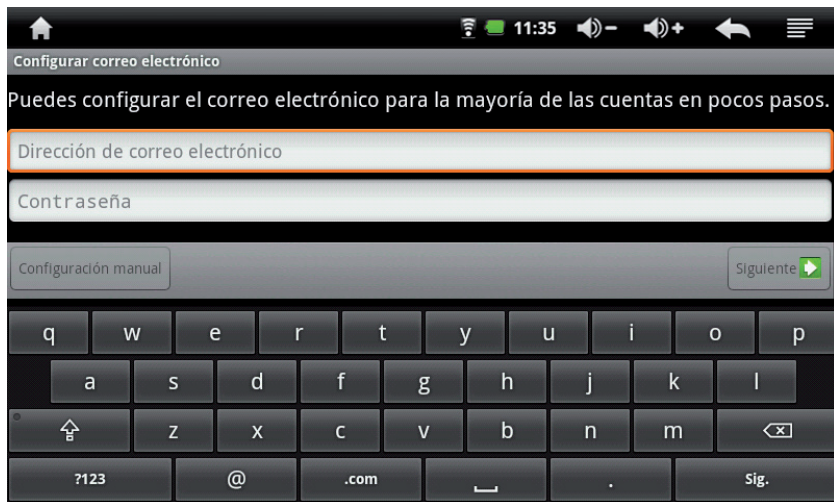 11:35 - +
Configurar correo electrónico
Puedes configurar el correo electrónico para la mayoría de las cuentas en pocos pasos.
Dirección de correo electrónico
Contraseña
Configuración manual Siguiente
q w e r t y u i o p
a s d f g h j k l
z x c v b n m
?123 @ .com . Sig.